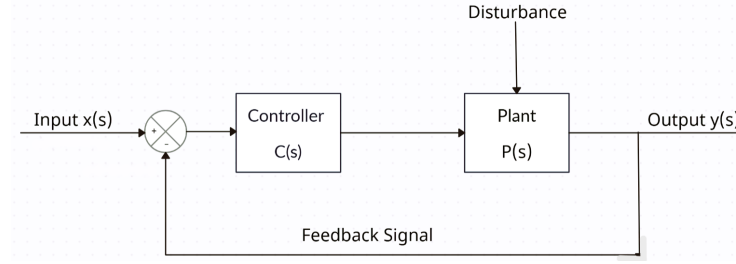 Disturbance
Input x(s)
+
-
Controller
C(s)
Plant
P(s)
Output y(s)
Feedback Signal